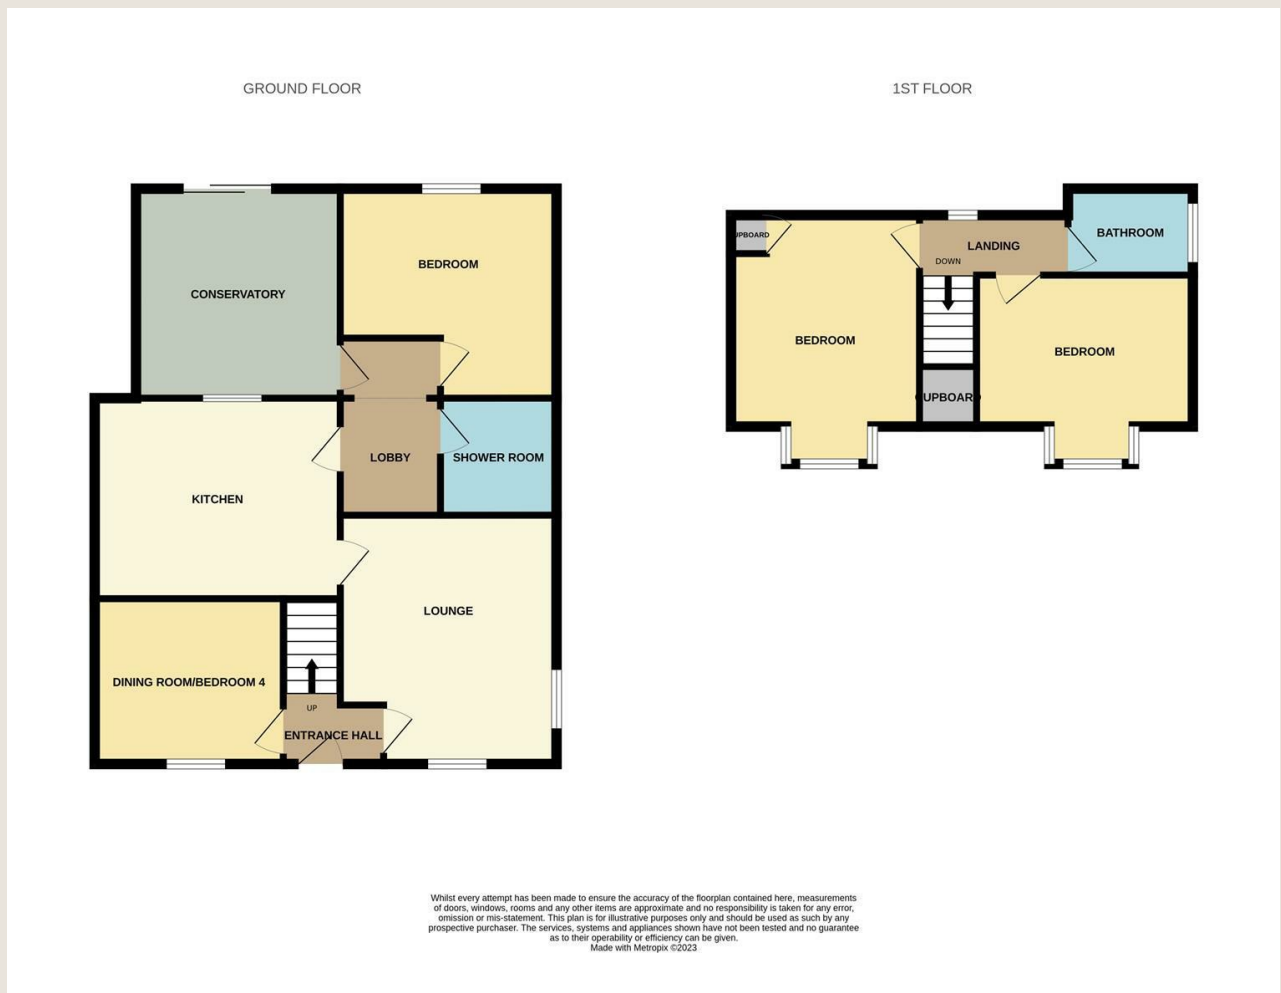 GROUND FLOOR
1ST FLOOR
CONSERVATORY
BEDROOM
LOBBY
SHOWER ROOM
KITCHEN
LOUNGE
DINING ROOM/BEDROOM 4
UP
ENTRANCE HALL
UPBOARD
LANDING
DOWN
BATHROOM
BEDROOM
BEDROOM
UPBOAR
Whilst every attempt has been made to ensure the accuracy of the floorplan contained here, measurements
of doors, windows, rooms and any other items are approximate and no responsibility is taken for any error,
omission or mis-statement. This plan is for illustrative purposes only and should be used as such by any
prospective purchaser. The services, systems and appliances shown have not been tested and no guarantee
as to their operability or efficiency can be given.
Made with Metropix ©2023